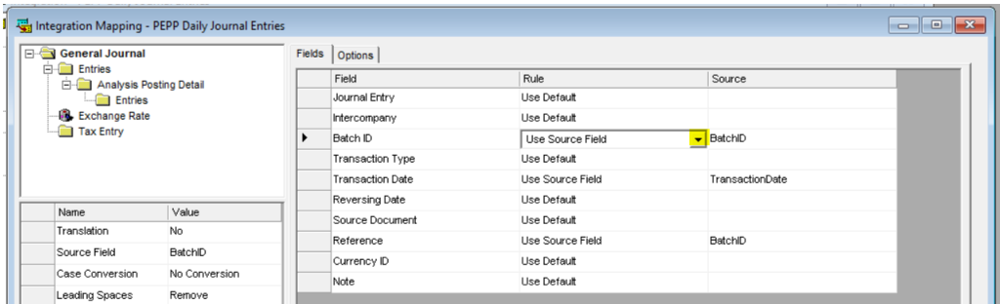 Integration Mapping - PEPP Daily Journal Entries
General Journal
Entries
Analysis Posting Detail
Entries
Exchange Rate
Tax Entry
Name Value
Translation No
Source Field BatchID
Case Conversion No Conversion
Leading Spaces Remove
Fields Options
Field Rule Source
Journal Entry Use Default
Intercompany Use Default
Batch ID Use Source Field BatchID
Transaction Type Use Default
Transaction Date Use Source Field TransactionDate
Reversing Date Use Default
Source Document Use Default
Reference Use Source Field BatchID
Currency ID Use Default
Note Use Default